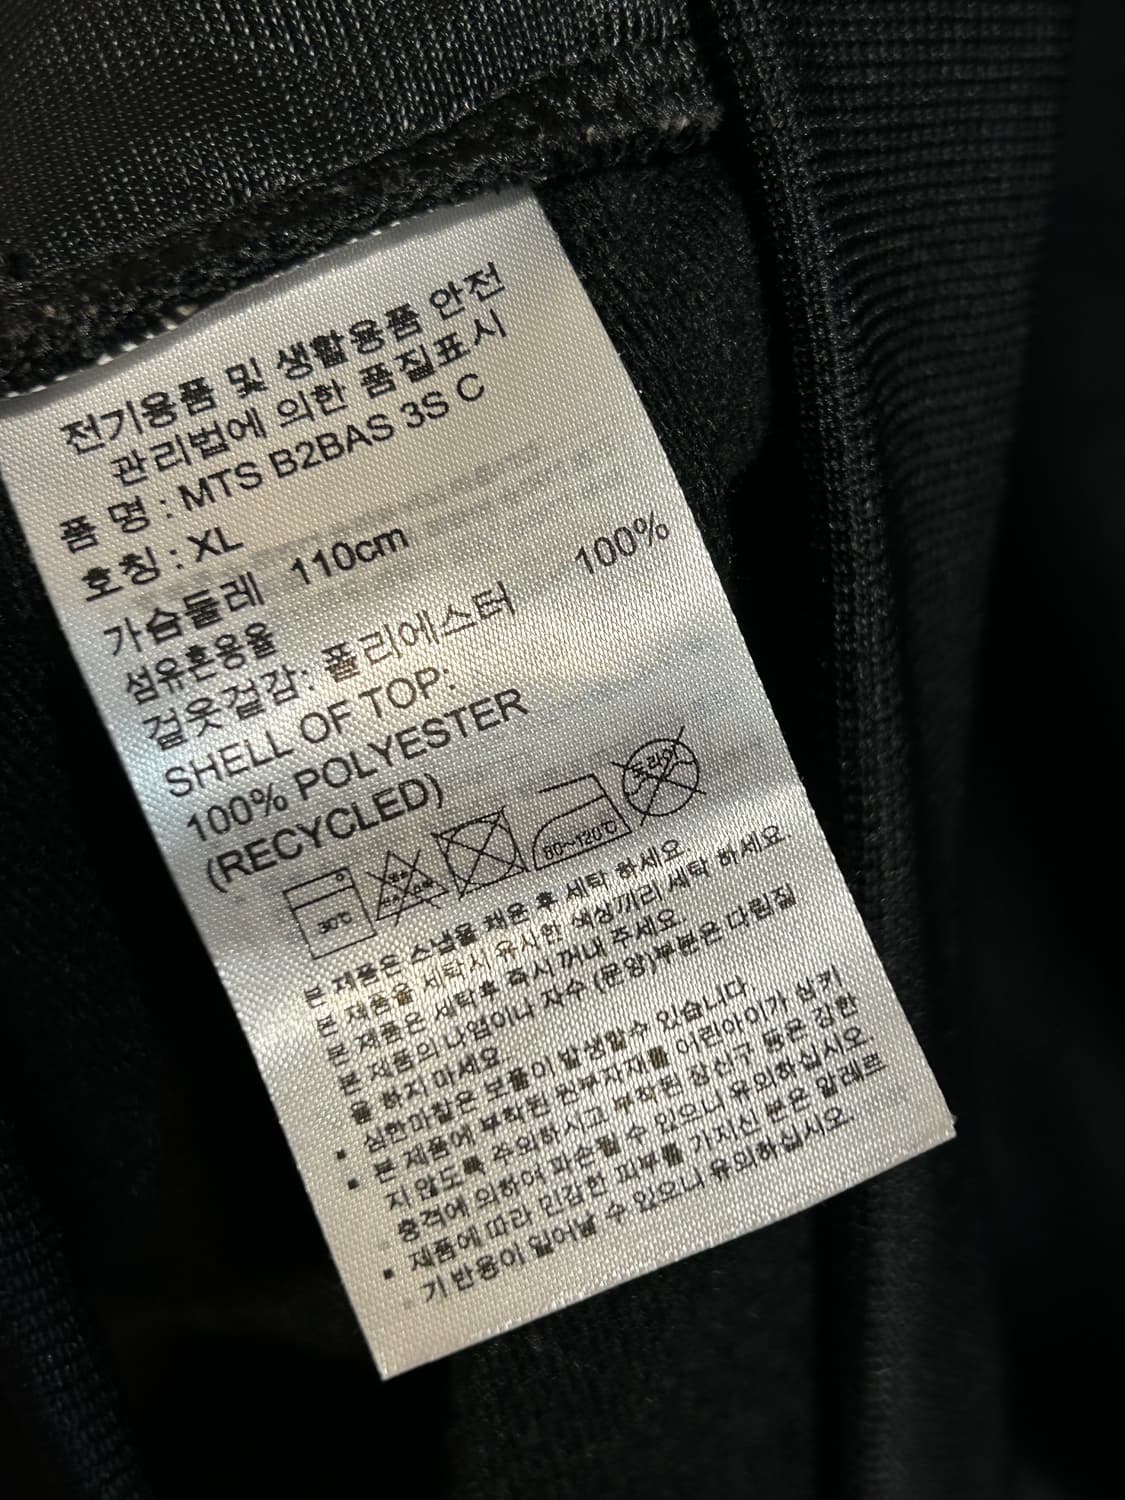 전기용품 및 생활용품 안전
관리법에 의한 품질표시
품 명 : MTS B2BAS 3S C
호칭 : XL
가슴둘레 110cm
섬유혼용율
겉옷겉감: 폴리에스터 100%
SHELL OF TOP:
100% POLYESTER
(RECYCLED)
30℃ 80~120℃ 드라이
본 제품은 스냅을 채운 후 세탁 하세요.
본 제품을 세탁시 유사한 색상끼리 세탁 하세요.
본 제품은 세탁후 즉시 꺼내 주세요.
본 제품의 나염이나 자수 (문양)부분은 다림질
을 하지 마세요.
▪ 심한마찰은 보풀이 발생할수 있습니다.
▪ 본 제품에 부착된 원부자재를 어린아이가 삼키
지 않도록 주의하시고 부착된 장신구 등은 강한
충격에 의하여 파손될 수 있으니 유의하십시오.
▪ 제품에 따라 민감한 피부를 가지신 분은 알레르
기 반응이 일어날 수 있으니 유의하십시오.